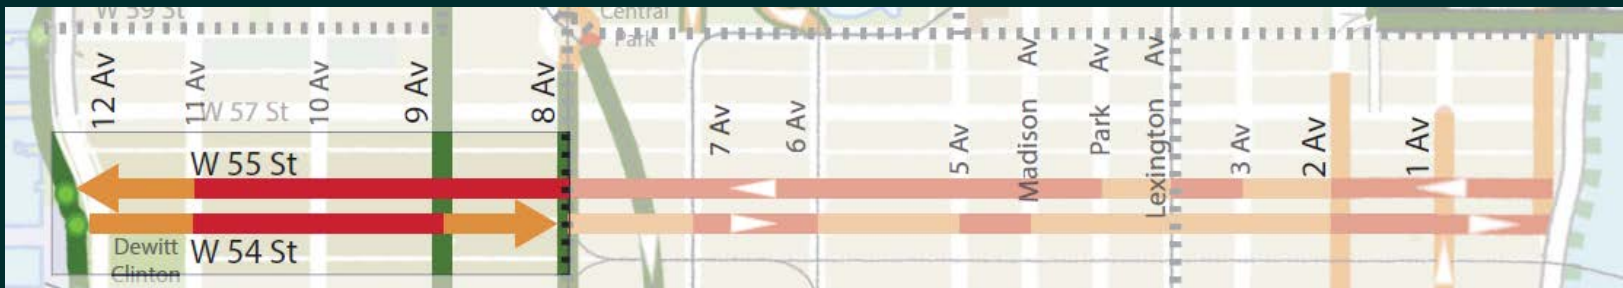 W 59 St
Central
Park
12 Av
11 Av
10 Av
9 Av
8 Av
7 Av
6 Av
5 Av
Madison Av
Park Av
Lexington Av
3 Av
2 Av
1 Av
W 57 St
W 55 St
W 54 St
Dewitt
Clinton